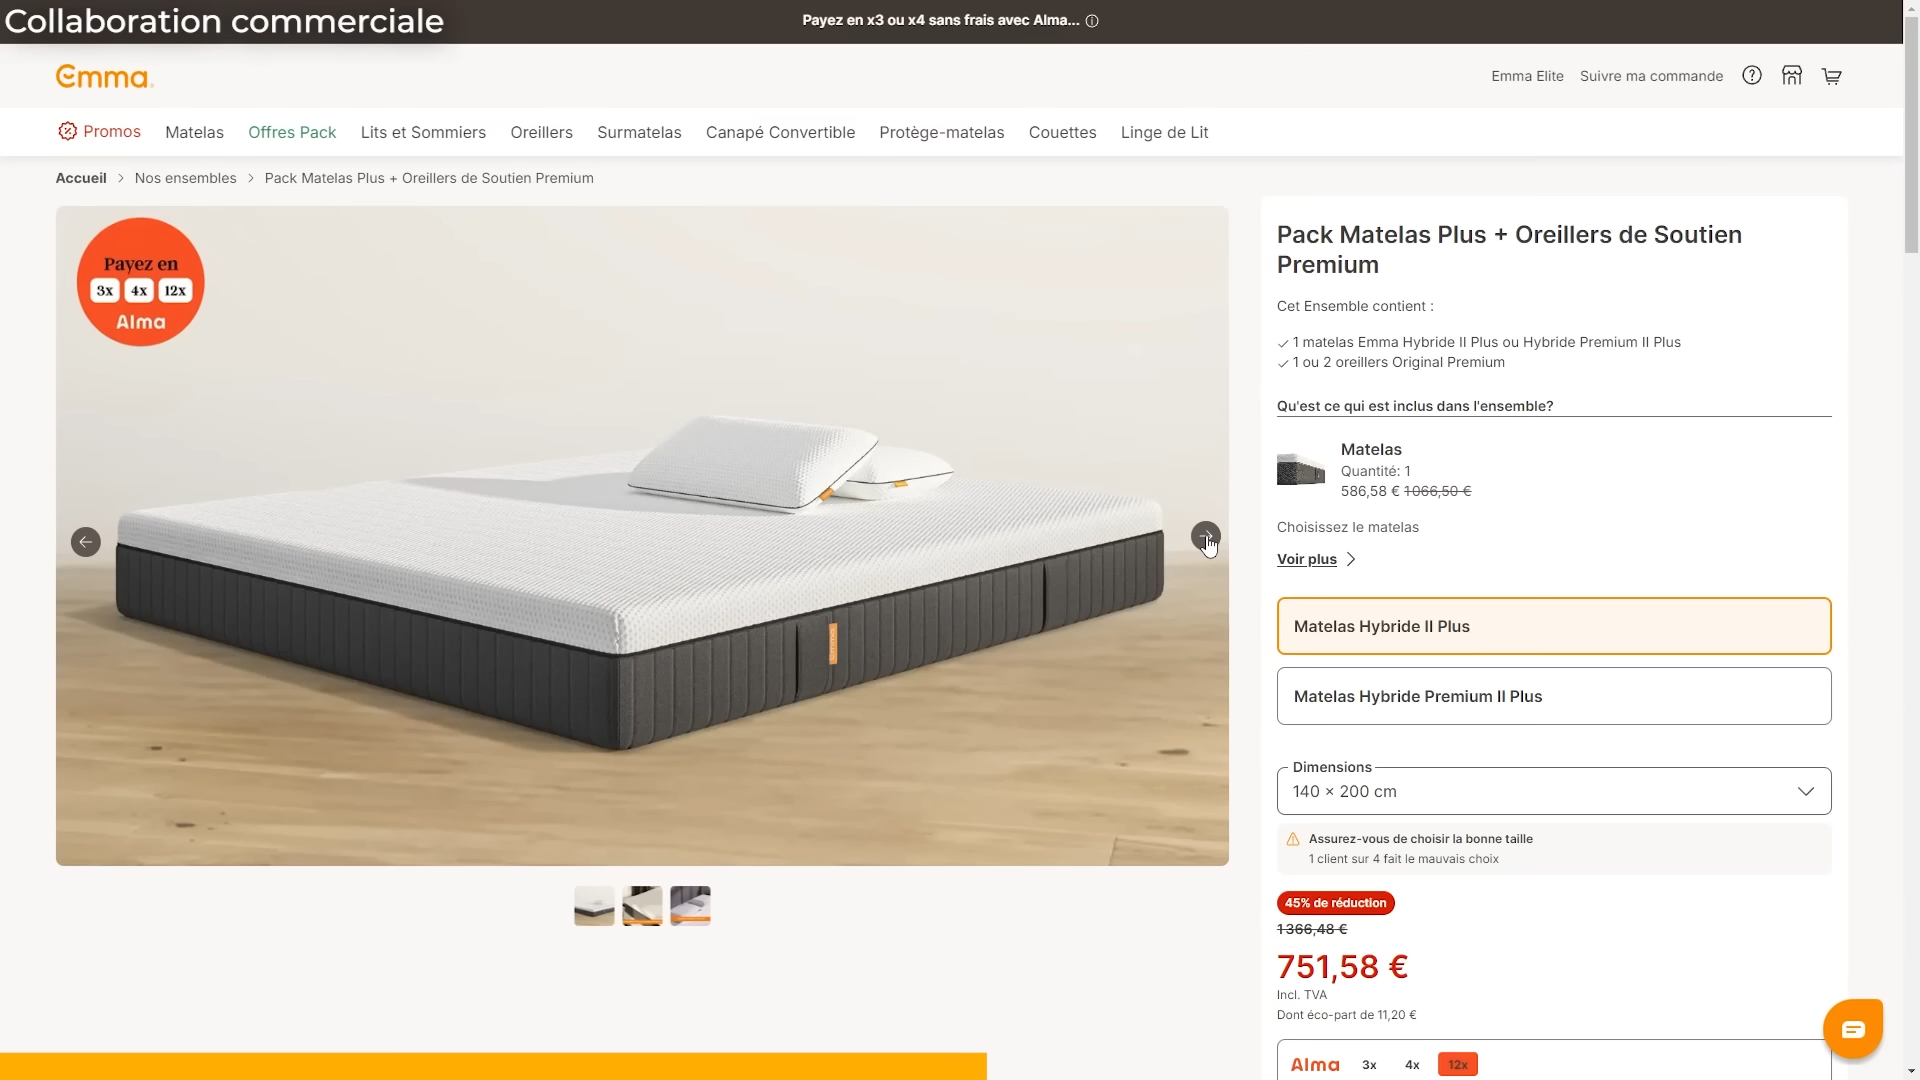 Collaboration commerciale
Payez en x3 ou x4 sans frais avec Alma...
Emma
Emma Elite
Suivre ma commande
Promos
Matelas
Offres Pack
Lits et Sommiers
Oreillers
Surmatelas
Canapé Convertible
Protège-matelas
Couettes
Linge de Lit
Accueil > Nos ensembles > Pack Matelas Plus + Oreillers de Soutien Premium
Payez en
3x 4x 12x
Alma
Pack Matelas Plus + Oreillers de Soutien
Premium
Cet Ensemble contient :
✓ 1 matelas Emma Hybride II Plus ou Hybride Premium II Plus
✓ 1 ou 2 oreillers Original Premium
Qu'est ce qui est inclus dans l'ensemble?
Matelas
Quantité: 1
586,58 € 1 066,50 €
Choisissez le matelas
Voir plus
Matelas Hybride II Plus
Matelas Hybride Premium II Plus
Dimensions
140 × 200 cm
Assurez-vous de choisir la bonne taille
1 client sur 4 fait le mauvais choix
45% de réduction
1 366,48 €
751,58 €
Incl. TVA
Dont éco-part de 11,20 €
Alma 3x 4x 12x